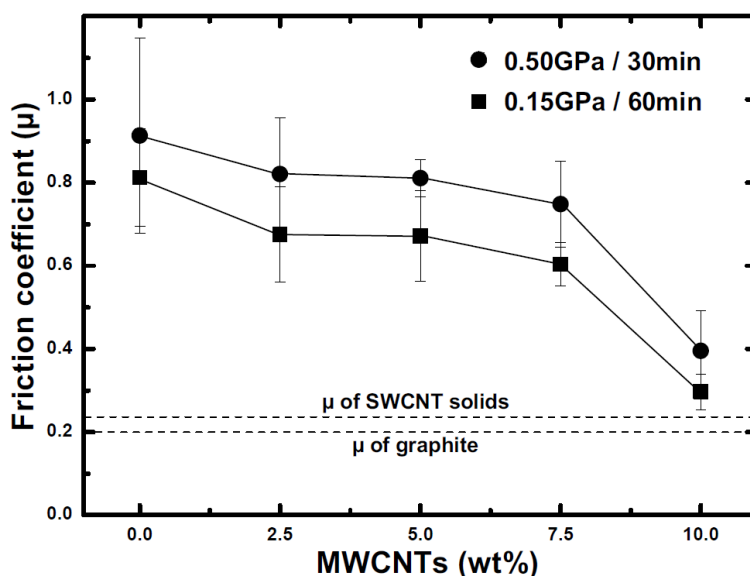 0.50GPa / 30min
0.15GPa / 60min
Friction coefficient (μ)
1.0
0.8
0.6
0.4
0.2
0.0
μ of SWCNT solids
μ of graphite
0.0 2.5 5.0 7.5 10.0
MWCNTs (wt%)